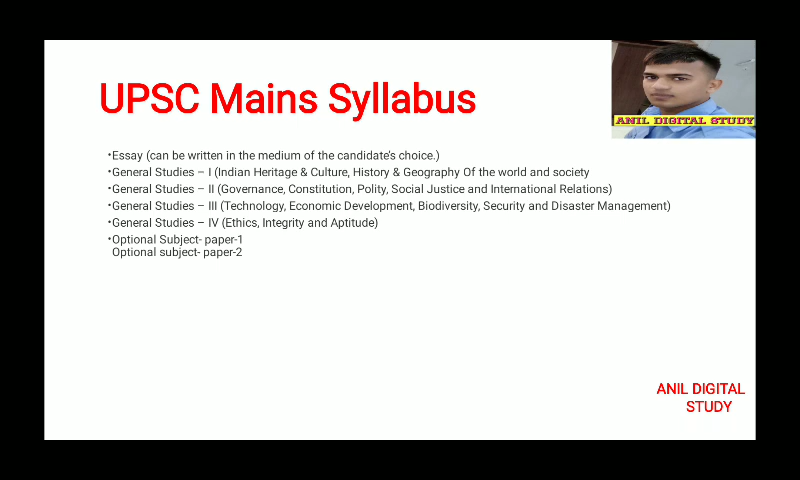 UPSC Mains Syllabus
ANIL DIGITAL STUDY
•Essay (can be written in the medium of the candidate's choice.)
•General Studies – I (Indian Heritage & Culture, History & Geography Of the world and society
•General Studies – II (Governance, Constitution, Polity, Social Justice and International Relations)
•General Studies – III (Technology, Economic Development, Biodiversity, Security and Disaster Management)
•General Studies – IV (Ethics, Integrity and Aptitude)
•Optional Subject- paper-1
Optional subject- paper-2
ANIL DIGITAL
STUDY